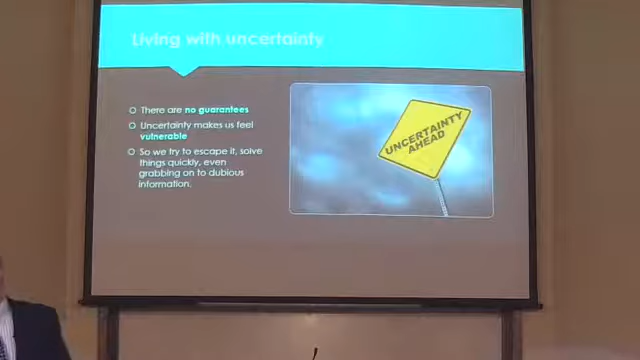 Living with uncertainty
There are no guarantees
Uncertainty makes us feel
vulnerable
So we try to escape it, solve
things quickly, even
grabbing on to dubious
information.
UNCERTAINTY
AHEAD